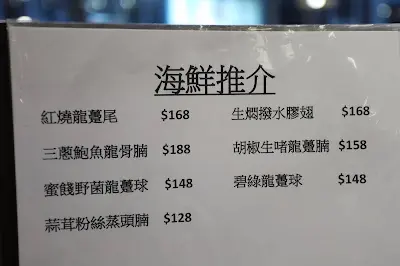 海鮮推介
紅燒龍躉尾 $168
生燜撥水膠翅 $168
三蔥鮑魚龍骨腩 $188
胡椒生啫龍躉腩 $158
蜜餞野菌龍躉球 $148
碧綠龍躉球 $148
蒜茸粉絲蒸頭腩 $128